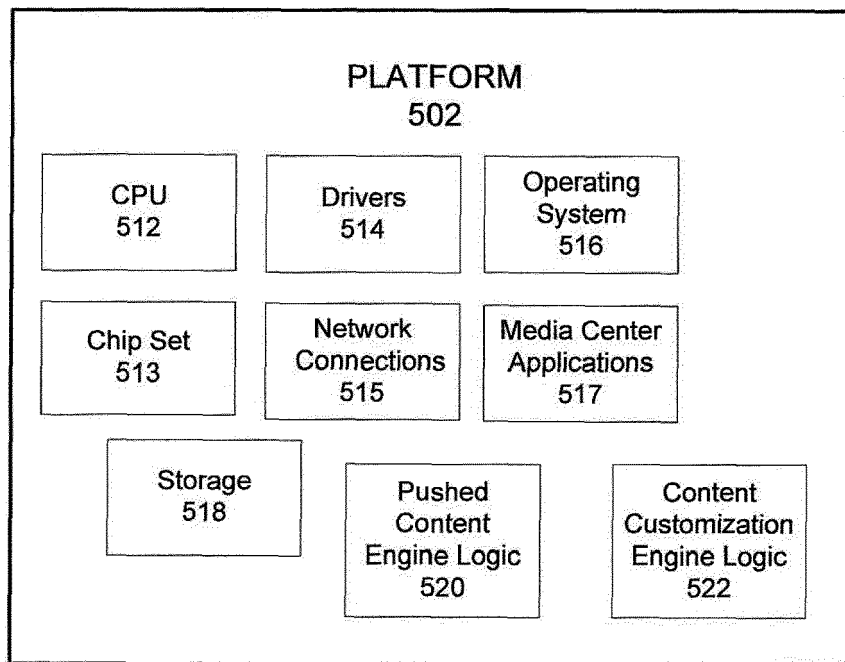 PLATFORM
502
CPU
512
Drivers
514
Operating
System
516
Chip Set
513
Network
Connections
515
Media Center
Applications
517
Storage
518
Pushed
Content
Engine Logic
520
Content
Customization
Engine Logic
522